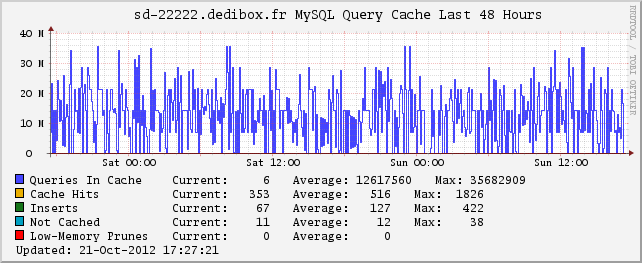 sd-22222.dedibox.fr MySQL Query Cache Last 48 Hours
RRDTOOL / TOBI OETIKER
40 M
30 M
20 M
10 M
0
Sat 00:00 Sat 12:00 Sun 00:00 Sun 12:00
Queries In Cache Current: 6 Average: 12617560 Max: 35682909
Cache Hits Current: 353 Average: 516 Max: 1826
Inserts Current: 67 Average: 127 Max: 422
Not Cached Current: 11 Average: 12 Max: 38
Low-Memory Prunes Current: 0 Average: 0
Updated: 21-Oct-2012 17:27:21